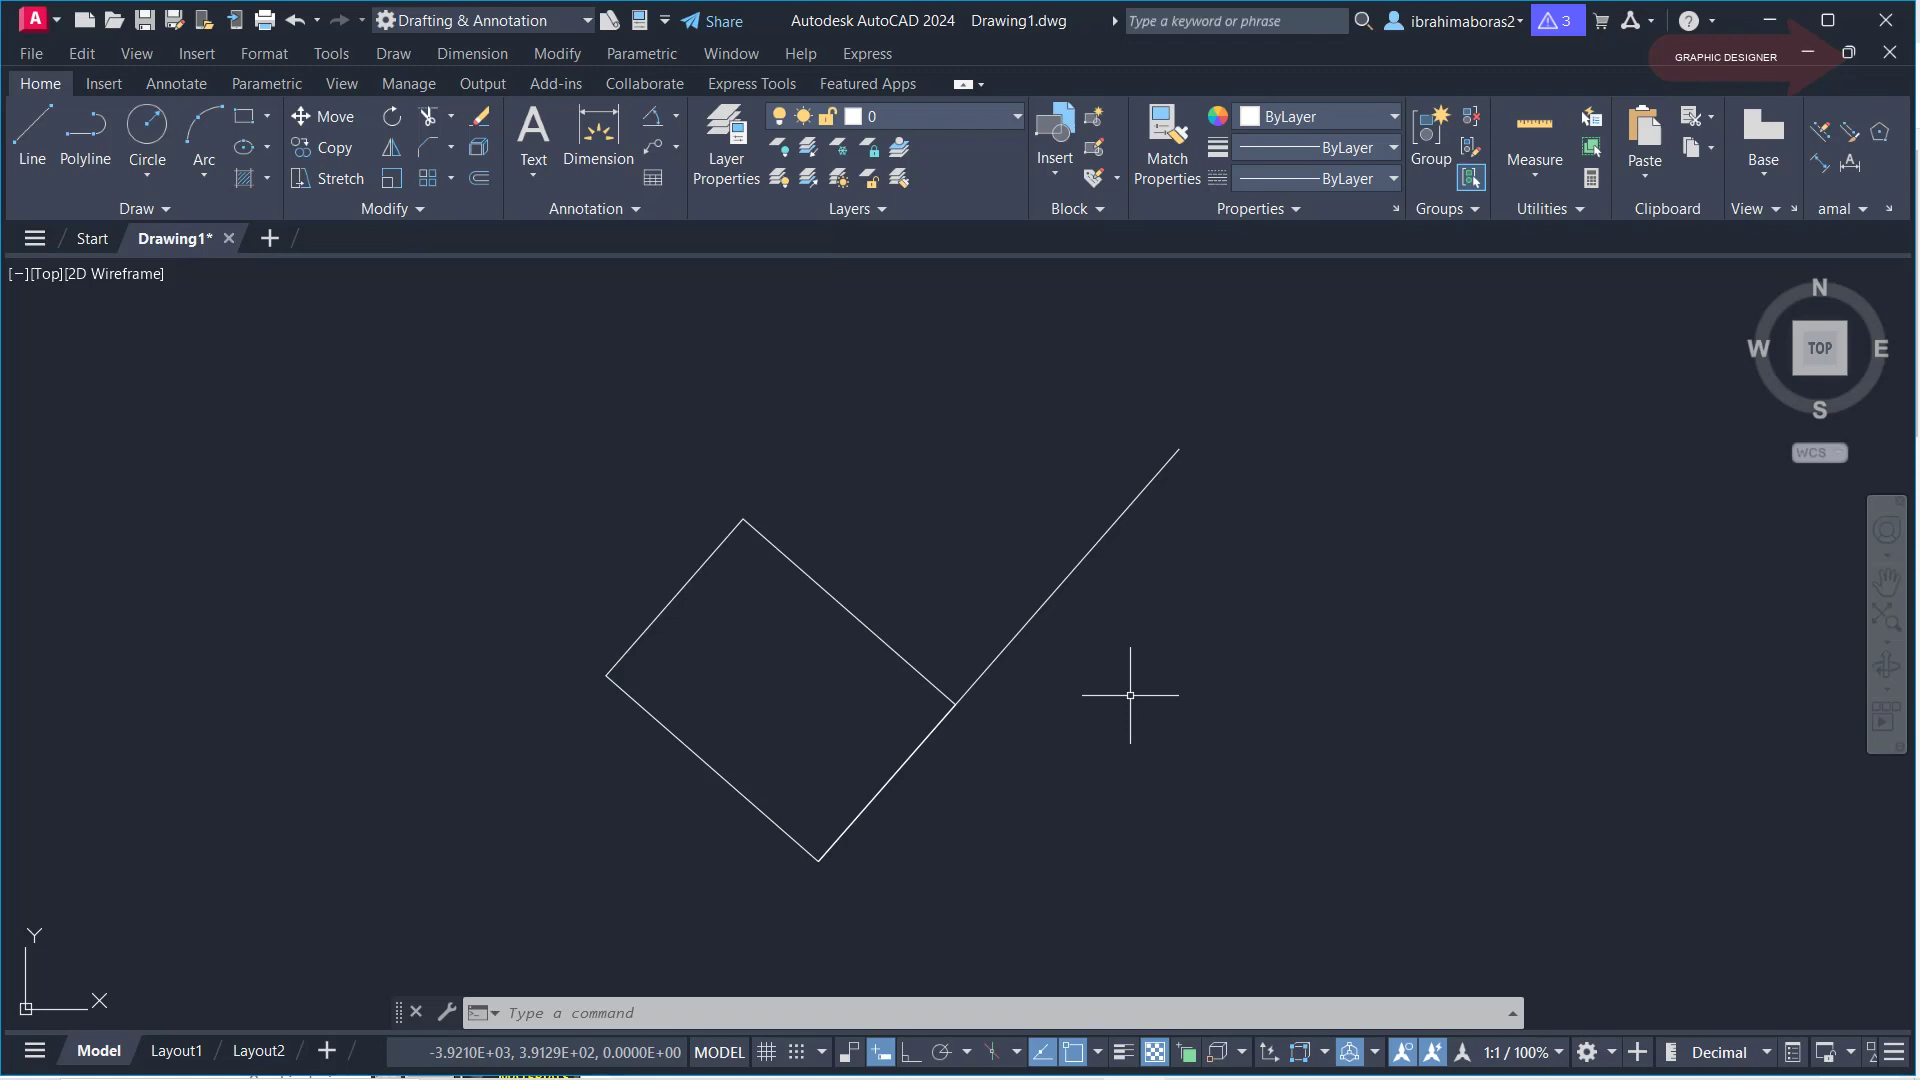 A Drafting & Annotation Share Autodesk AutoCAD 2024 Drawing1.dwg Type a keyword or phrase ibrahimaboras2 3 ?
File Edit View Insert Format Tools Draw Dimension Modify Parametric Window Help Express
GRAPHIC DESIGNER
Home Insert Annotate Parametric View Manage Output Add-ins Collaborate Express Tools Featured Apps
Line Polyline Circle Arc
Move
Copy
Stretch
A Text Dimension
Layer
Properties
0
Insert
Match
Properties
ByLayer
ByLayer
ByLayer
Group
Measure
Paste
Base
A
Draw Modify Annotation Layers Block Properties Groups Utilities Clipboard View amal
Start Drawing1* +
[−][Top][2D Wireframe]
N
W TOP E
S
WCS
Y
X
Type a command
Model Layout1 Layout2 + -3.9210E+03, 3.9129E+02, 0.0000E+00 MODEL 1:1 / 100% Decimal